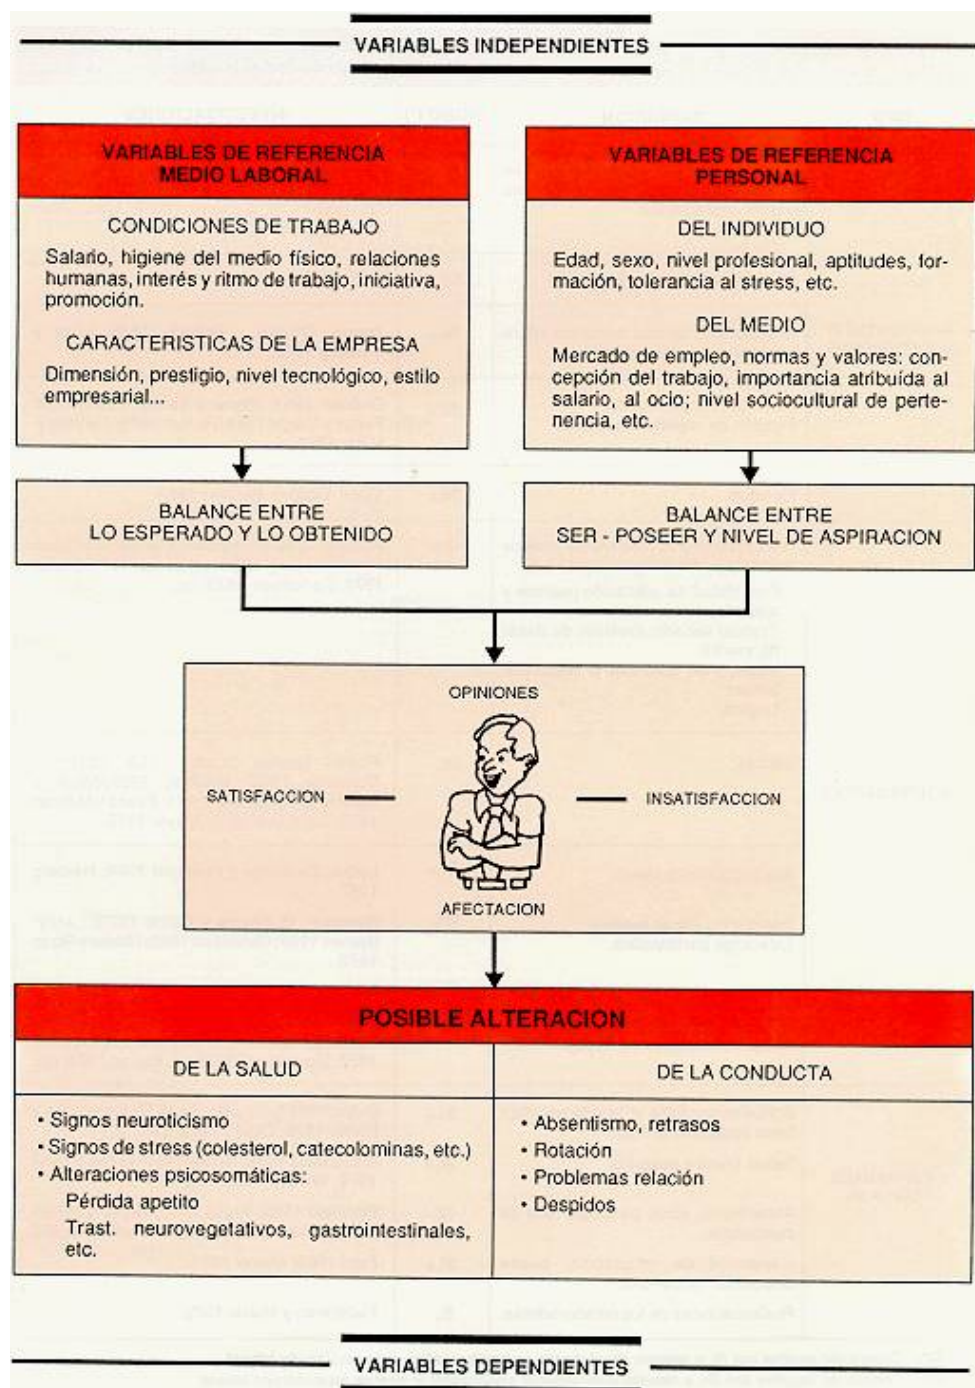 VARIABLES INDEPENDIENTES
VARIABLES DE REFERENCIA
MEDIO LABORAL
CONDICIONES DE TRABAJO
Salario, higiene del medio físico, relaciones
humanas, interés y ritmo de trabajo, iniciativa,
promoción.
CARACTERISTICAS DE LA EMPRESA
Dimensión, prestigio, nivel tecnológico, estilo
empresarial...
VARIABLES DE REFERENCIA
PERSONAL
DEL INDIVIDUO
Edad, sexo, nivel profesional, aptitudes, for-
mación, tolerancia al stress, etc.
DEL MEDIO
Mercado de empleo, normas y valores: con-
cepción del trabajo, importancia atribuída al
salario, al ocio; nivel sociocultural de perte-
nencia, etc.
BALANCE ENTRE
LO ESPERADO Y LO OBTENIDO
BALANCE ENTRE
SER - POSEER Y NIVEL DE ASPIRACION
OPINIONES
SATISFACCION
INSATISFACCION
AFECTACION
POSIBLE ALTERACION
DE LA SALUD
• Signos neuroticismo
• Signos de stress (colesterol, catecolominas, etc.)
• Alteraciones psicosomáticas:
Pérdida apetito
Trast. neurovegetativos, gastrointestinales,
etc.
DE LA CONDUCTA
• Absentismo, retrasos
• Rotación
• Problemas relación
• Despidos
VARIABLES DEPENDIENTES